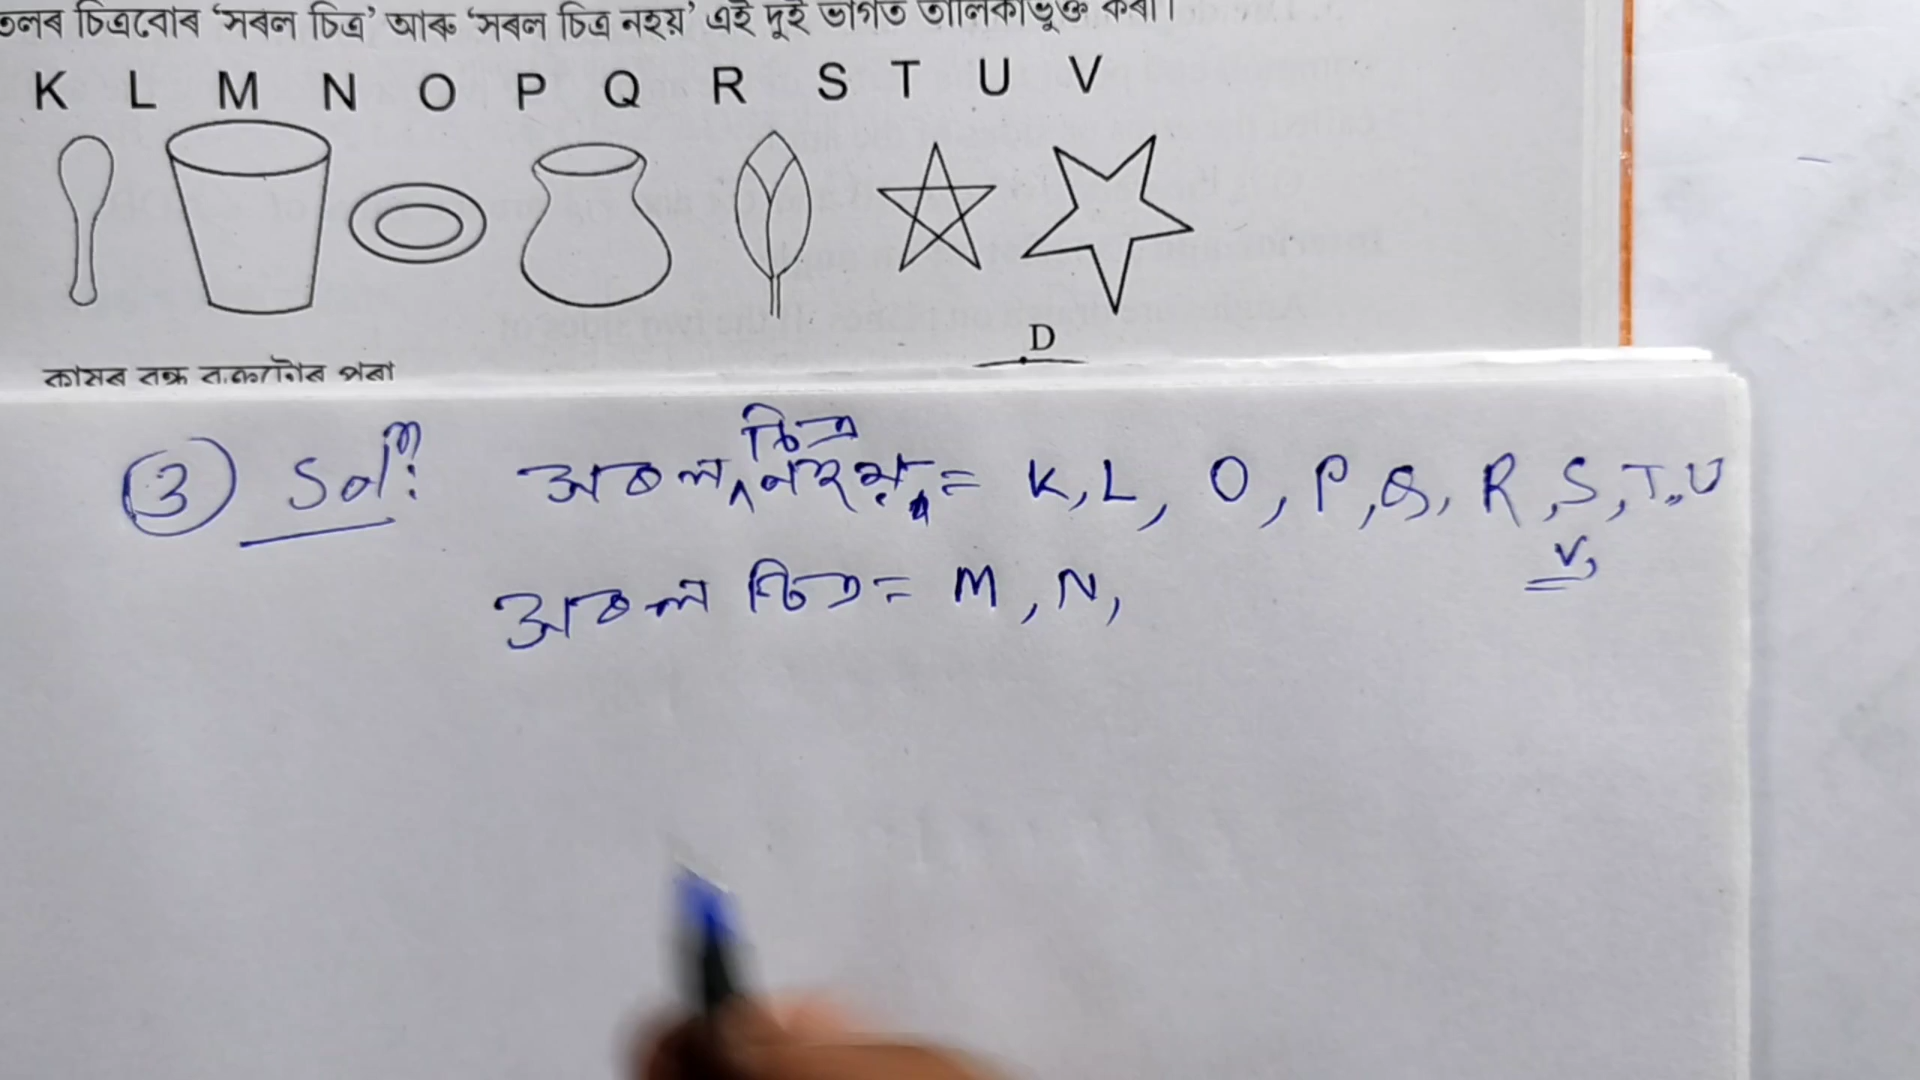 তলৰ চিত্ৰবোৰ ‘সৰল চিত্ৰ’ আৰু ‘সৰল চিত্ৰ নহয়’ এই দুই ভাগত তালিকাভুক্ত কৰা।
K L M N O P Q R S T U V
D
③ Solⁿ: সৰল চিত্ৰ নহয় = K, L, O, P, Q, R, S, T, U
V,
সৰল চিত্ৰ = M, N,